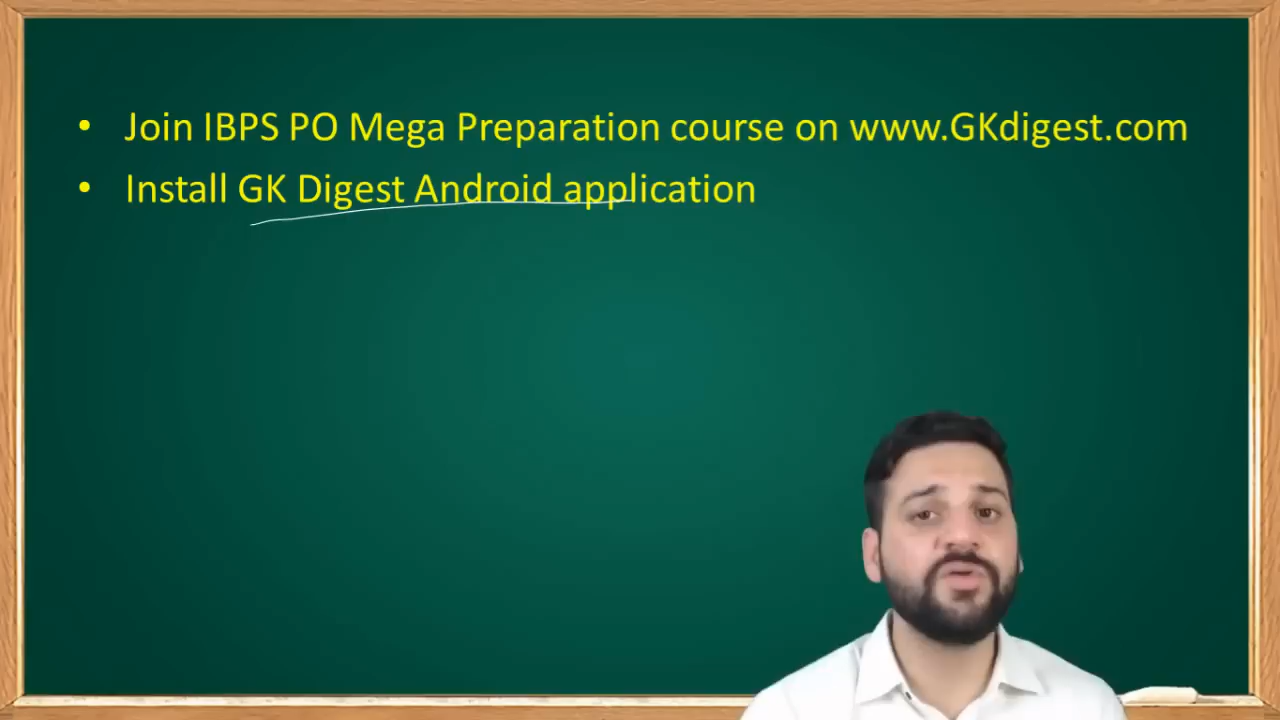 • Join IBPS PO Mega Preparation course on www.GKdigest.com
• Install GK Digest Android application